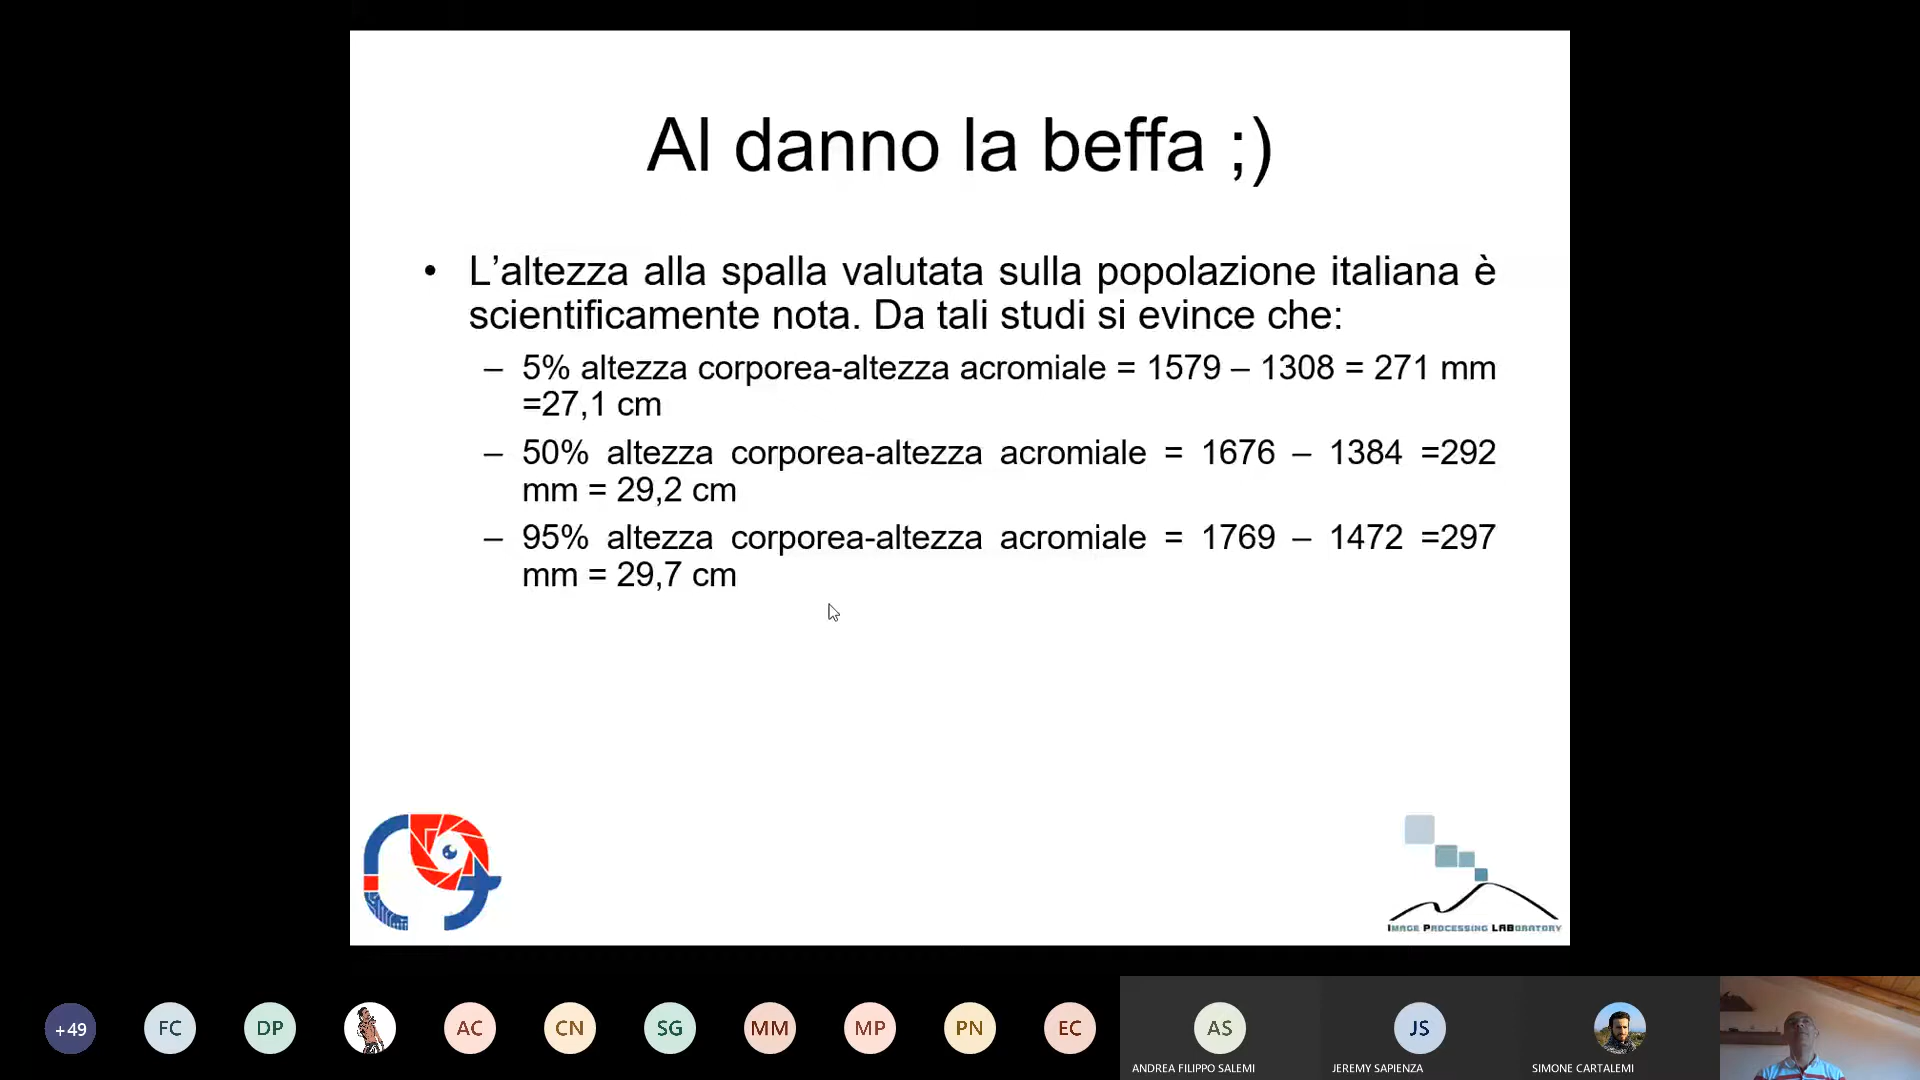 Al danno la beffa ;)
• L’altezza alla spalla valutata sulla popolazione italiana è
scientificamente nota. Da tali studi si evince che:
– 5% altezza corporea-altezza acromiale = 1579 – 1308 = 271 mm
=27,1 cm
– 50% altezza corporea-altezza acromiale = 1676 – 1384 =292
mm = 29,2 cm
– 95% altezza corporea-altezza acromiale = 1769 – 1472 =297
mm = 29,7 cm
IMAGE PROCESSING LABORATORY
+49
FC
DP
AC
CN
SG
MM
MP
PN
EC
AS
JS
ANDREA FILIPPO SALEMI
JEREMY SAPIENZA
SIMONE CARTALEMI